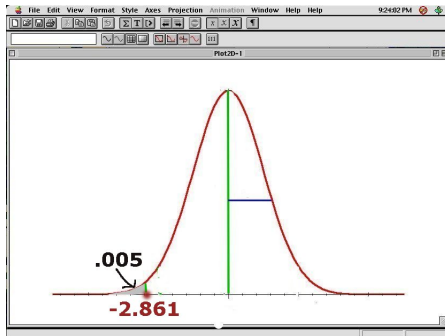 File Edit View Format Style Axes Projection Animation Window Help Help 9:24:02 PM
Plot2D•1
.005
-2.861